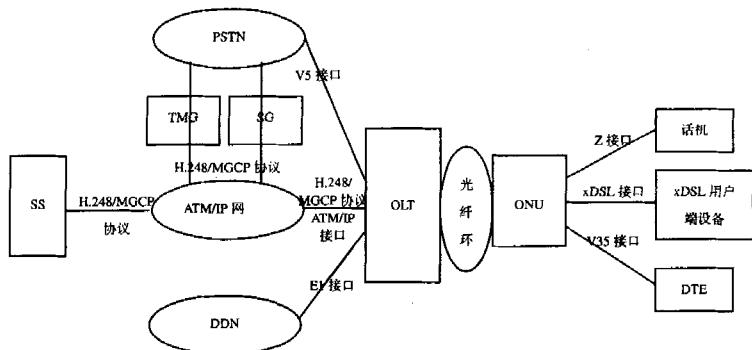 PSTN
V5 接口
TMG
SG
H.248/MGCP 协议
SS
H.248/MGCP
协议
ATM/IP 网
H.248/
MGCP 协议
ATM/IP
接口
OLT
光
纤
环
ONU
Z 接口
话机
xDSL 接口
xDSL 用户
端设备
V35 接口
DTE
E1 接口
DDN